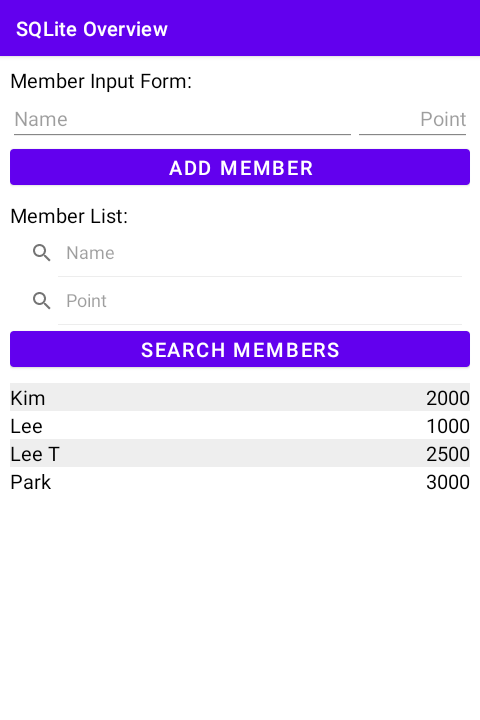 SQLite Overview
Member Input Form:
Name Point
ADD MEMBER
Member List:
Name
Point
SEARCH MEMBERS
Kim 2000
Lee 1000
Lee T 2500
Park 3000